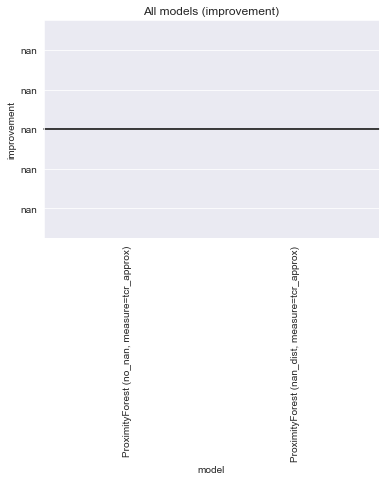 All models (improvement)
nan
nan
nan
nan
nan
improvement
ProximityForest (no_nan, measure=tcr_approx)
ProximityForest (nan_dist, measure=tcr_approx)
model